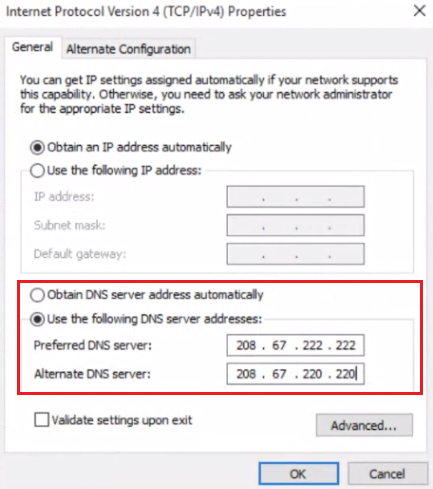 Internet Protocol Version 4 (TCP/IPv4) Properties
General
Alternate Configuration
You can get IP settings assigned automatically if your network supports
this capability. Otherwise, you need to ask your network administrator
for the appropriate IP settings.
Obtain an IP address automatically
Use the following IP address:
IP address:
. . .
Subnet mask:
. . .
Default gateway:
. . .
Obtain DNS server address automatically
Use the following DNS server addresses:
Preferred DNS server:
208 . 67 . 222 . 222
Alternate DNS server:
208 . 67 . 220 . 220
Validate settings upon exit
Advanced...
OK
Cancel